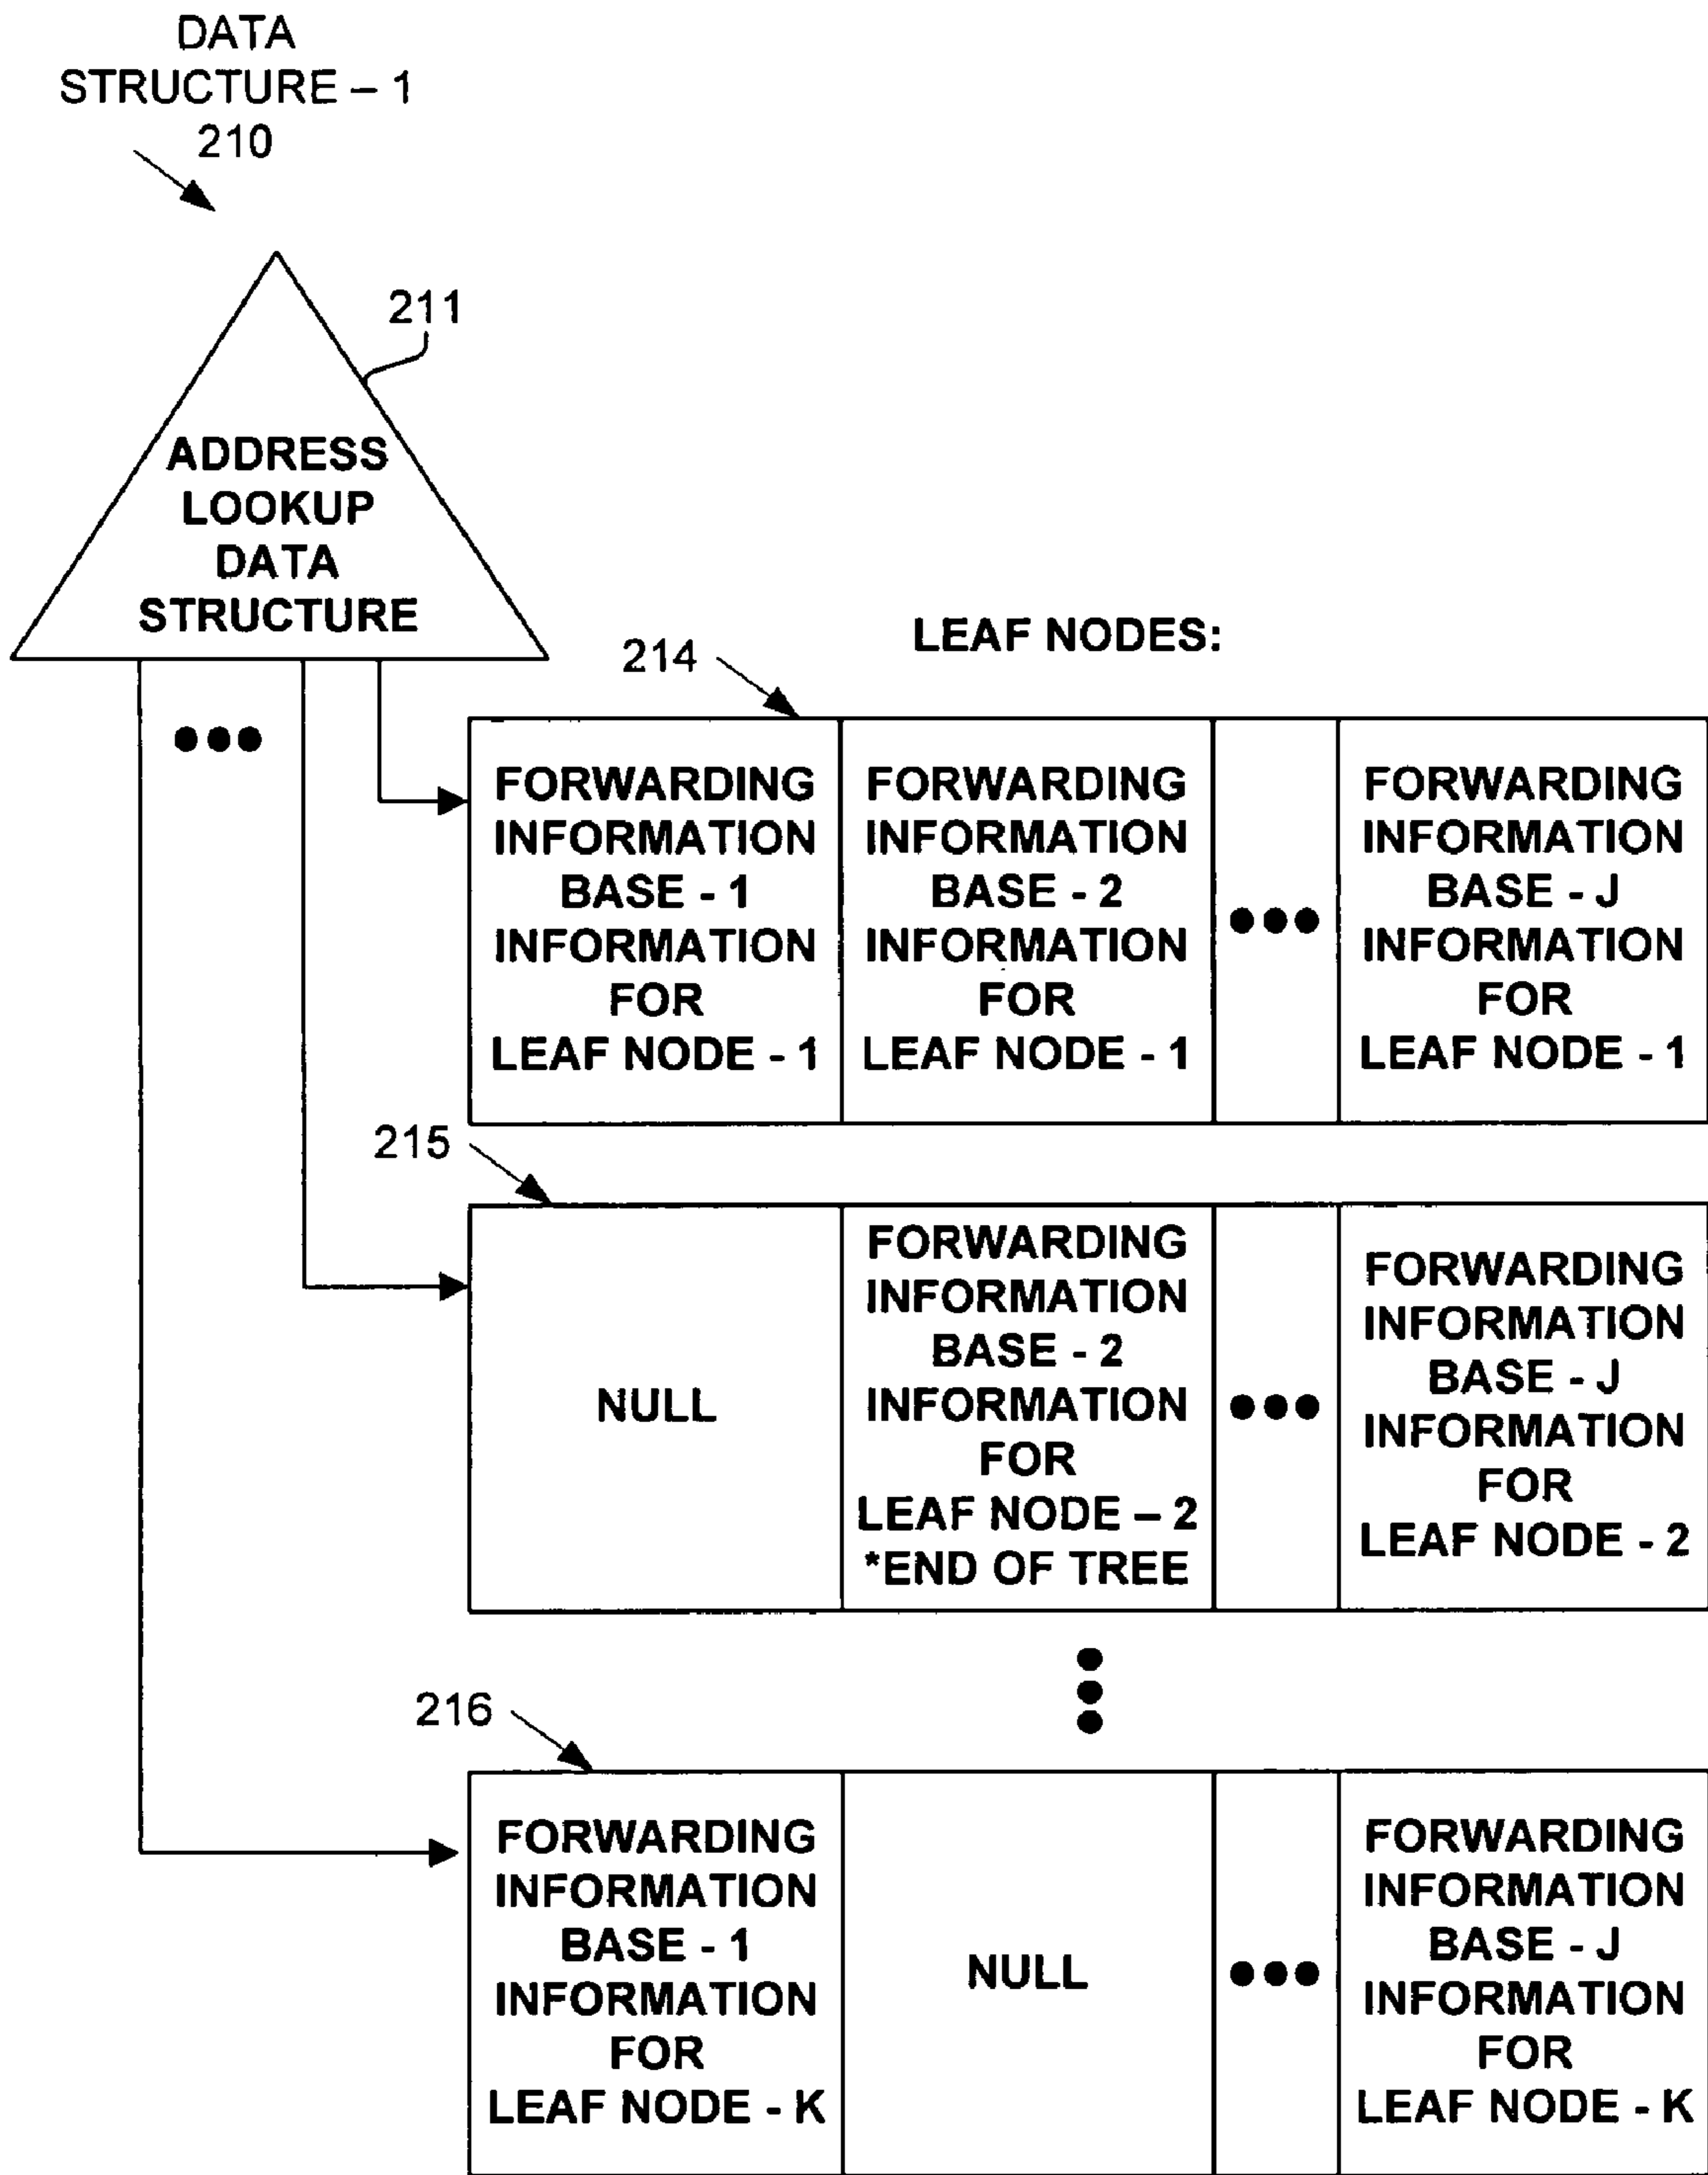 DATA
STRUCTURE – 1
210
211
ADDRESS
LOOKUP
DATA
STRUCTURE
LEAF NODES:
214
FORWARDING
INFORMATION
BASE - 1
INFORMATION
FOR
LEAF NODE - 1
FORWARDING
INFORMATION
BASE - 2
INFORMATION
FOR
LEAF NODE - 1
FORWARDING
INFORMATION
BASE - J
INFORMATION
FOR
LEAF NODE - 1
215
NULL
FORWARDING
INFORMATION
BASE - 2
INFORMATION
FOR
LEAF NODE – 2
*END OF TREE
FORWARDING
INFORMATION
BASE - J
INFORMATION
FOR
LEAF NODE - 2
216
FORWARDING
INFORMATION
BASE - 1
INFORMATION
FOR
LEAF NODE - K
NULL
FORWARDING
INFORMATION
BASE - J
INFORMATION
FOR
LEAF NODE - K